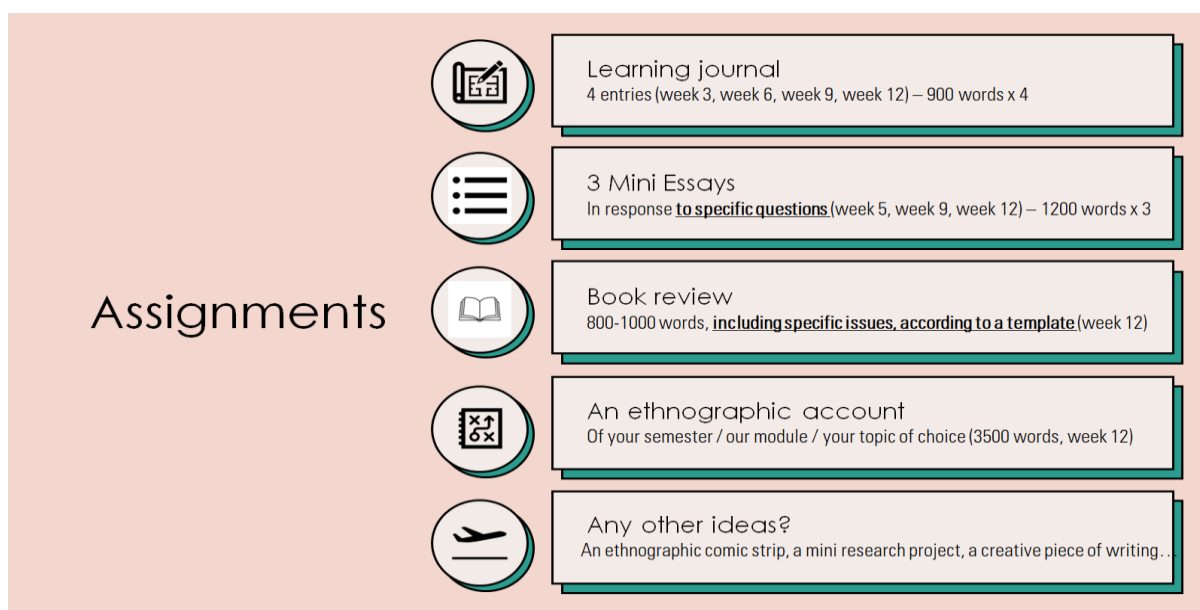 Assignments
Learning journal
4 entries (week 3, week 6, week 9, week 12) – 900 words x 4
3 Mini Essays
In response to specific questions (week 5, week 9, week 12) – 1200 words x 3
Book review
800-1000 words, including specific issues, according to a template (week 12)
An ethnographic account
Of your semester / our module / your topic of choice (3500 words, week 12)
Any other ideas?
An ethnographic comic strip, a mini research project, a creative piece of writing…